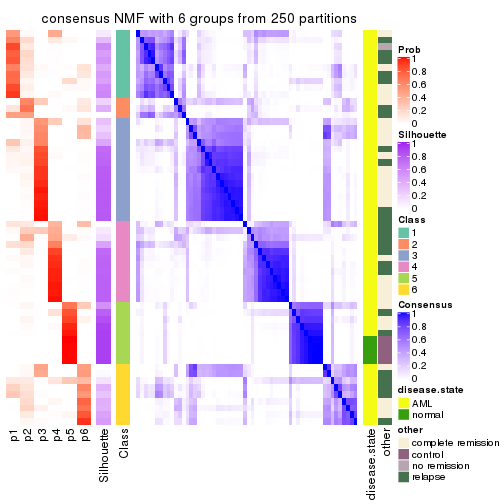 consensus NMF with 6 groups from 250 partitions
Prob
1
0.8
0.6
0.4
0.2
0
Silhouette
1
0.8
0.6
0.4
0.2
0
Class
1
2
3
4
5
6
Consensus
1
0.8
0.6
0.4
0.2
0
disease.state
AML
normal
other
complete remission
control
no remission
relapse
p1
p2
p3
p4
p5
p6
Silhouette
Class
disease.state
other